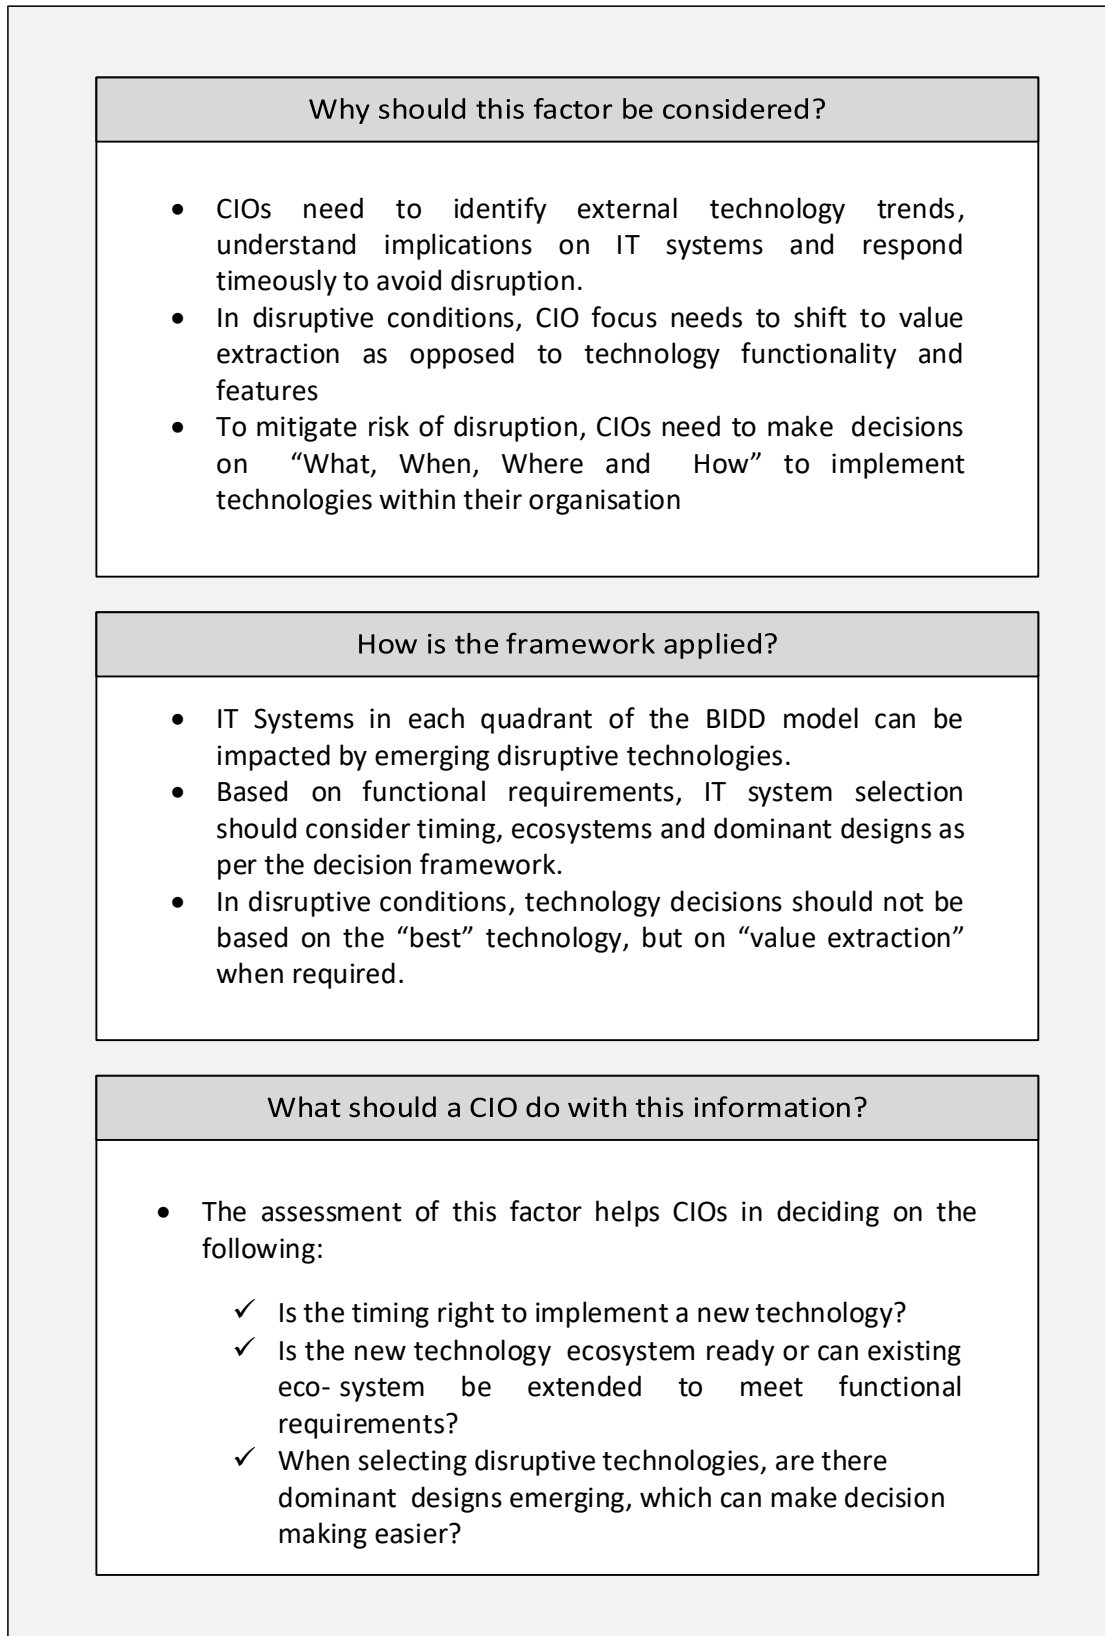 Why should this factor be considered?
• CIOs need to identify external technology trends,
understand implications on IT systems and respond
timeously to avoid disruption.
• In disruptive conditions, CIO focus needs to shift to value
extraction as opposed to technology functionality and
features
• To mitigate risk of disruption, CIOs need to make decisions
on “What, When, Where and How” to implement
technologies within their organisation
How is the framework applied?
• IT Systems in each quadrant of the BIDD model can be
impacted by emerging disruptive technologies.
• Based on functional requirements, IT system selection
should consider timing, ecosystems and dominant designs as
per the decision framework.
• In disruptive conditions, technology decisions should not be
based on the “best” technology, but on “value extraction”
when required.
What should a CIO do with this information?
• The assessment of this factor helps CIOs in deciding on the
following:
✓ Is the timing right to implement a new technology?
✓ Is the new technology ecosystem ready or can existing
eco- system be extended to meet functional
requirements?
✓ When selecting disruptive technologies, are there
dominant designs emerging, which can make decision
making easier?